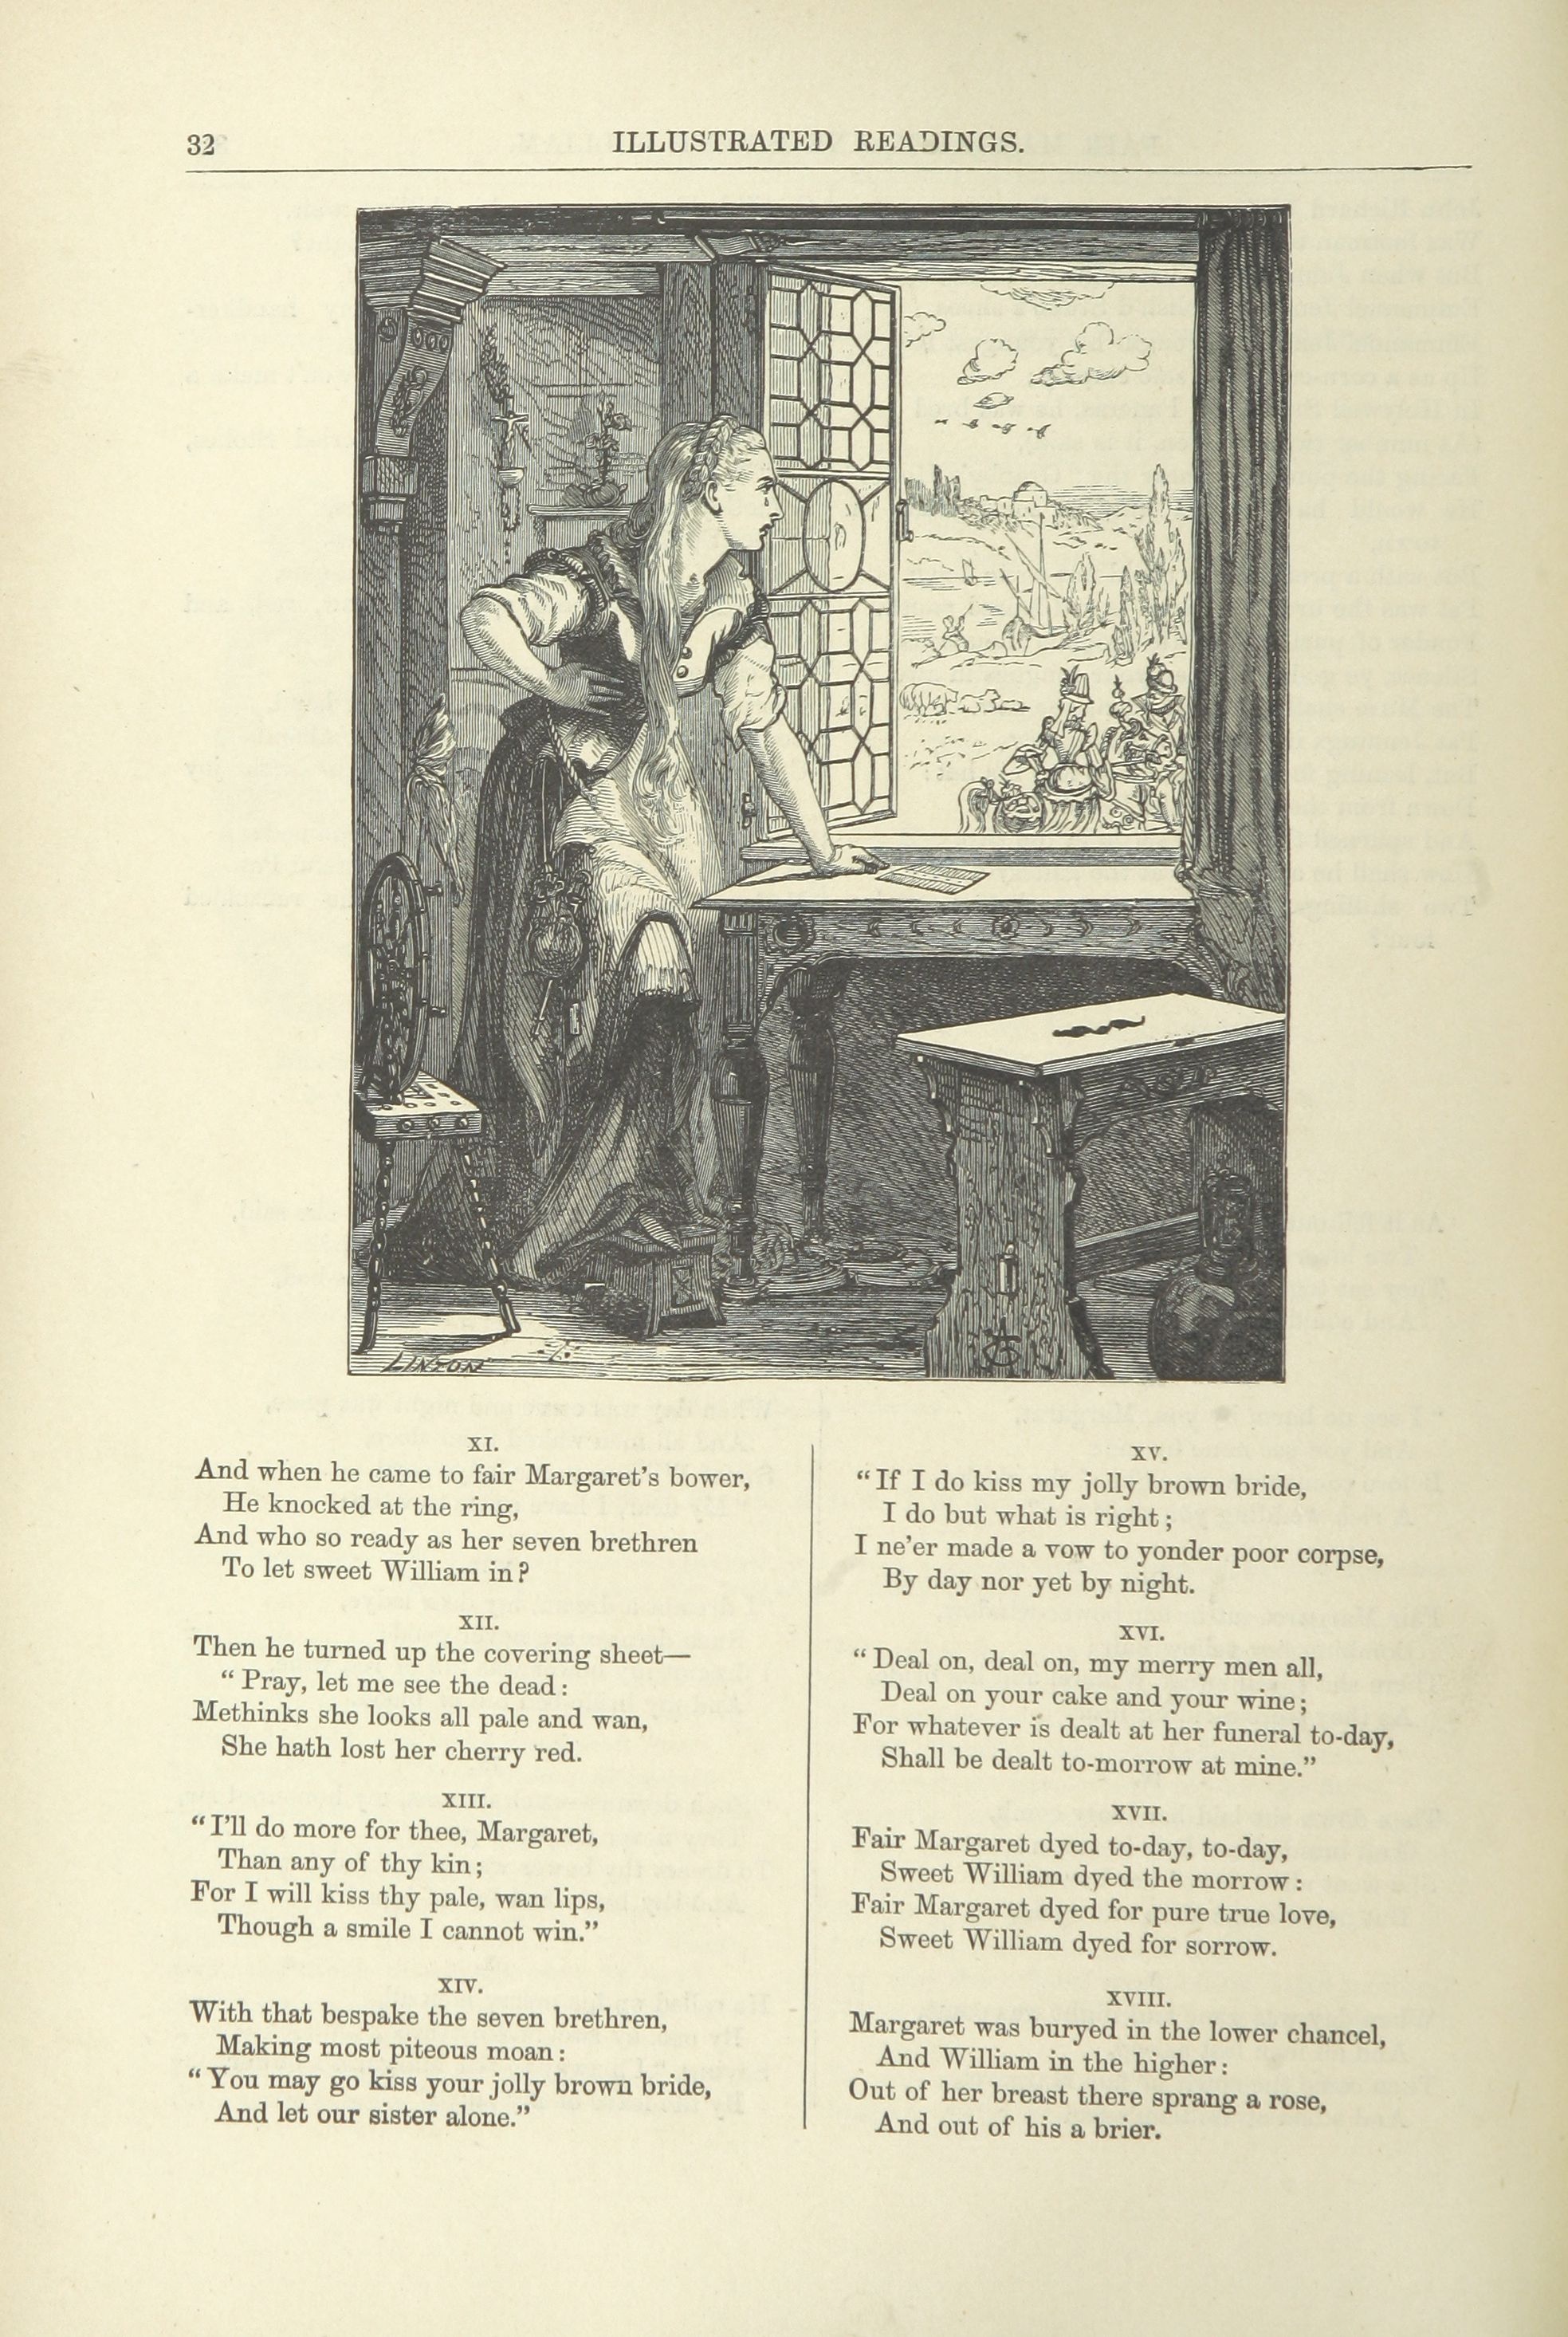 32
ILLUSTRATED READINGS.
LINTON
XI.
And when he came to fair Margaret's bower,
He knocked at the ring,
And who so ready as her seven brethren
To let sweet William in?
XII.
Then he turned up the covering sheet—
"Pray, let me see the dead:
Methinks she looks all pale and wan,
She hath lost her cherry red.
XIII.
"I'll do more for thee, Margaret,
Than any of thy kin;
For I will kiss thy pale, wan lips,
Though a smile I cannot win."
XIV.
With that bespake the seven brethren,
Making most piteous moan:
"You may go kiss your jolly brown bride,
And let our sister alone."
XV.
"If I do kiss my jolly brown bride,
I do but what is right;
I ne'er made a vow to yonder poor corpse,
By day nor yet by night.
XVI.
"Deal on, deal on, my merry men all,
Deal on your cake and your wine;
For whatever is dealt at her funeral to-day,
Shall be dealt to-morrow at mine."
XVII.
Fair Margaret dyed to-day, to-day,
Sweet William dyed the morrow:
Fair Margaret dyed for pure true love,
Sweet William dyed for sorrow.
XVIII.
Margaret was buryed in the lower chancel,
And William in the higher:
Out of her breast there sprang a rose,
And out of his a brier.